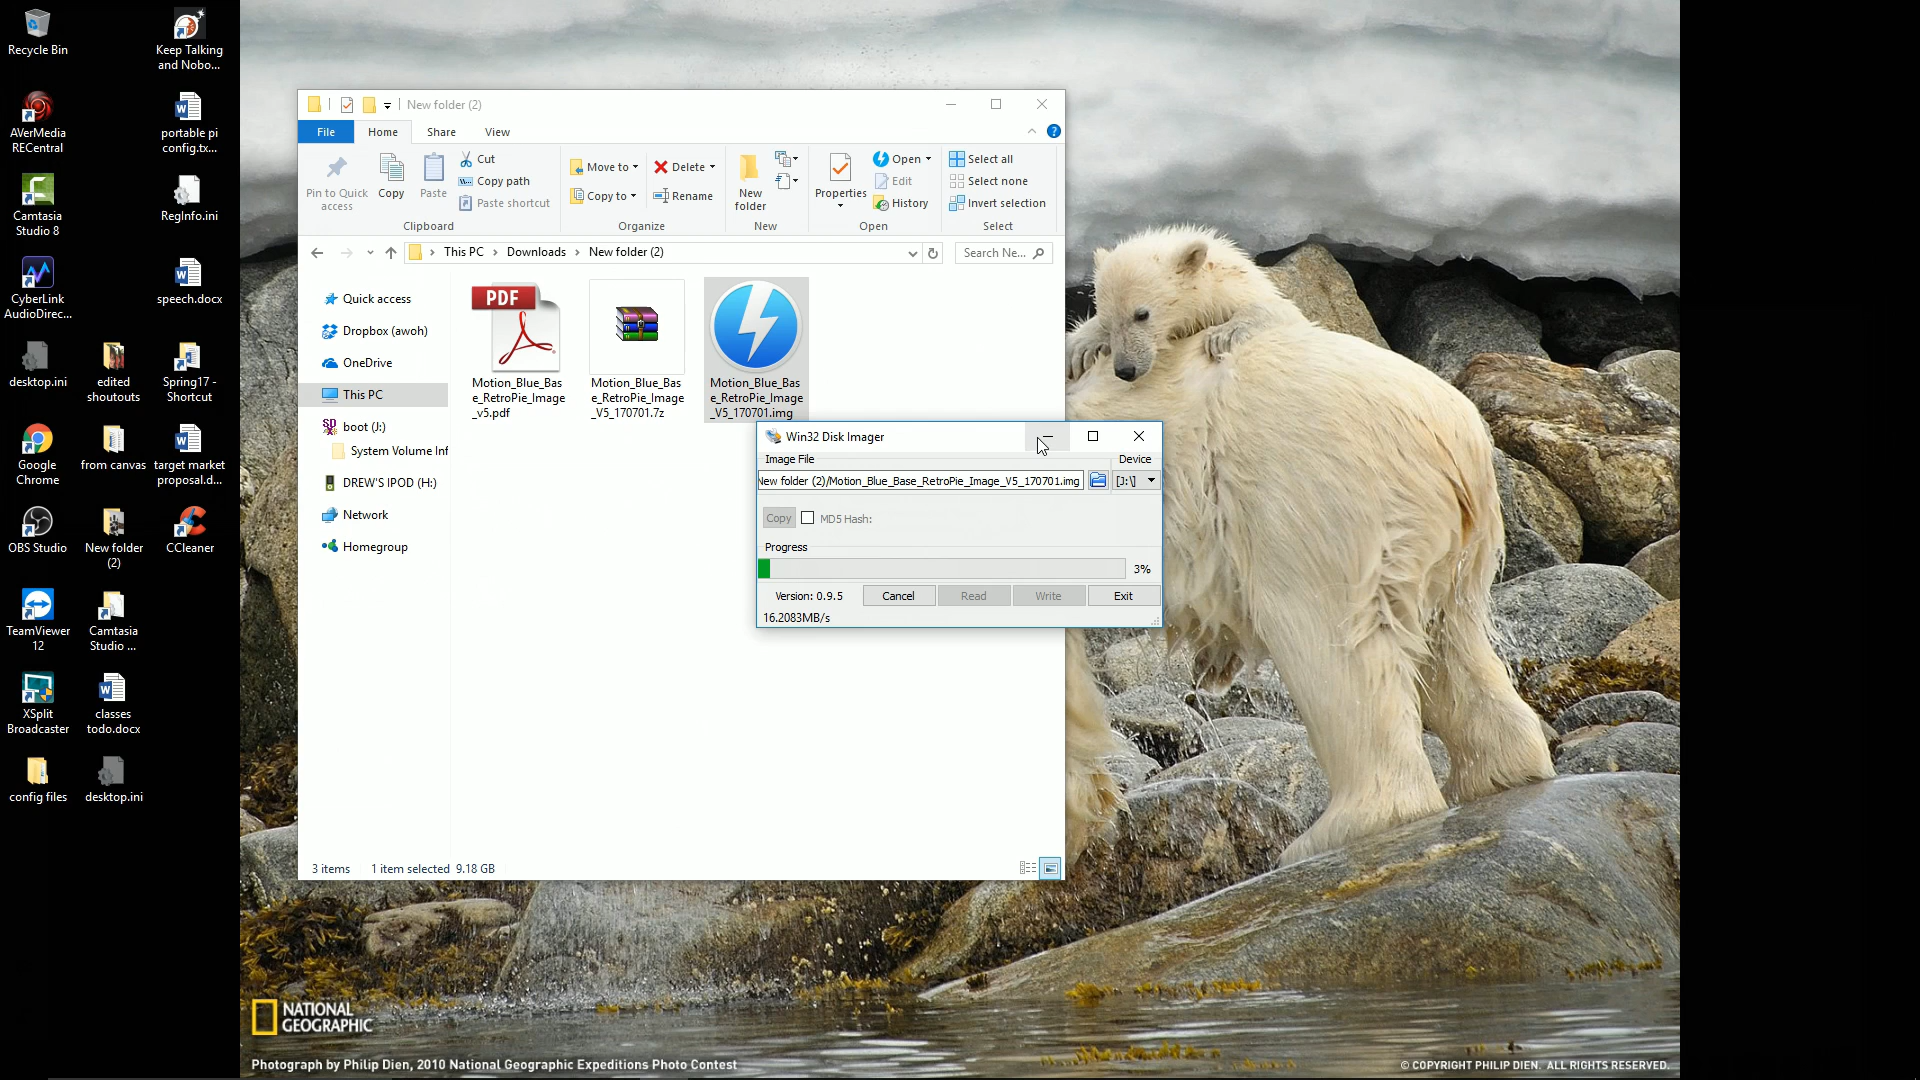 Recycle Bin
Keep Talking
and Nobo...
AVerMedia
RECentral
portable pi
config.tx...
Camtasia
Studio 8
RegInfo.ini
CyberLink
AudioDirec...
speech.docx
desktop.ini
edited
shoutouts
Spring17 -
Shortcut
Google
Chrome
from canvas
target market
proposal.d...
OBS Studio
New folder
(2)
CCleaner
TeamViewer
12
Camtasia
Studio ...
XSplit
Broadcaster
classes
todo.docx
config files
desktop.ini
New folder (2)
File
Home
Share
View
Pin to Quick
access
Copy
Paste
Cut
Copy path
Paste shortcut
Clipboard
Move to
Copy to
Delete
Rename
Organize
New
folder
New
Properties
Open
Edit
History
Open
Select all
Select none
Invert selection
Select
This PC > Downloads > New folder (2)
Search Ne...
Quick access
Dropbox (awoh)
OneDrive
This PC
boot (J:)
System Volume Inf
DREW'S IPOD (H:)
Network
Homegroup
PDF
Motion_Blue_Bas
e_RetroPie_Image
_v5.pdf
Motion_Blue_Bas
e_RetroPie_Image
_V5_170701.7z
Motion_Blue_Bas
e_RetroPie_Image
_V5_170701.img
Win32 Disk Imager
Image File
Device
New folder (2)/Motion_Blue_Base_RetroPie_Image_V5_170701.img
[J:\]
Copy
MD5 Hash:
Progress
3%
Version: 0.9.5
Cancel
Read
Write
Exit
16.2083MB/s
3 items
1 item selected 9.18 GB
NATIONAL
GEOGRAPHIC
Photograph by Philip Dien, 2010 National Geographic Expeditions Photo Contest
© COPYRIGHT PHILIP DIEN. ALL RIGHTS RESERVED.